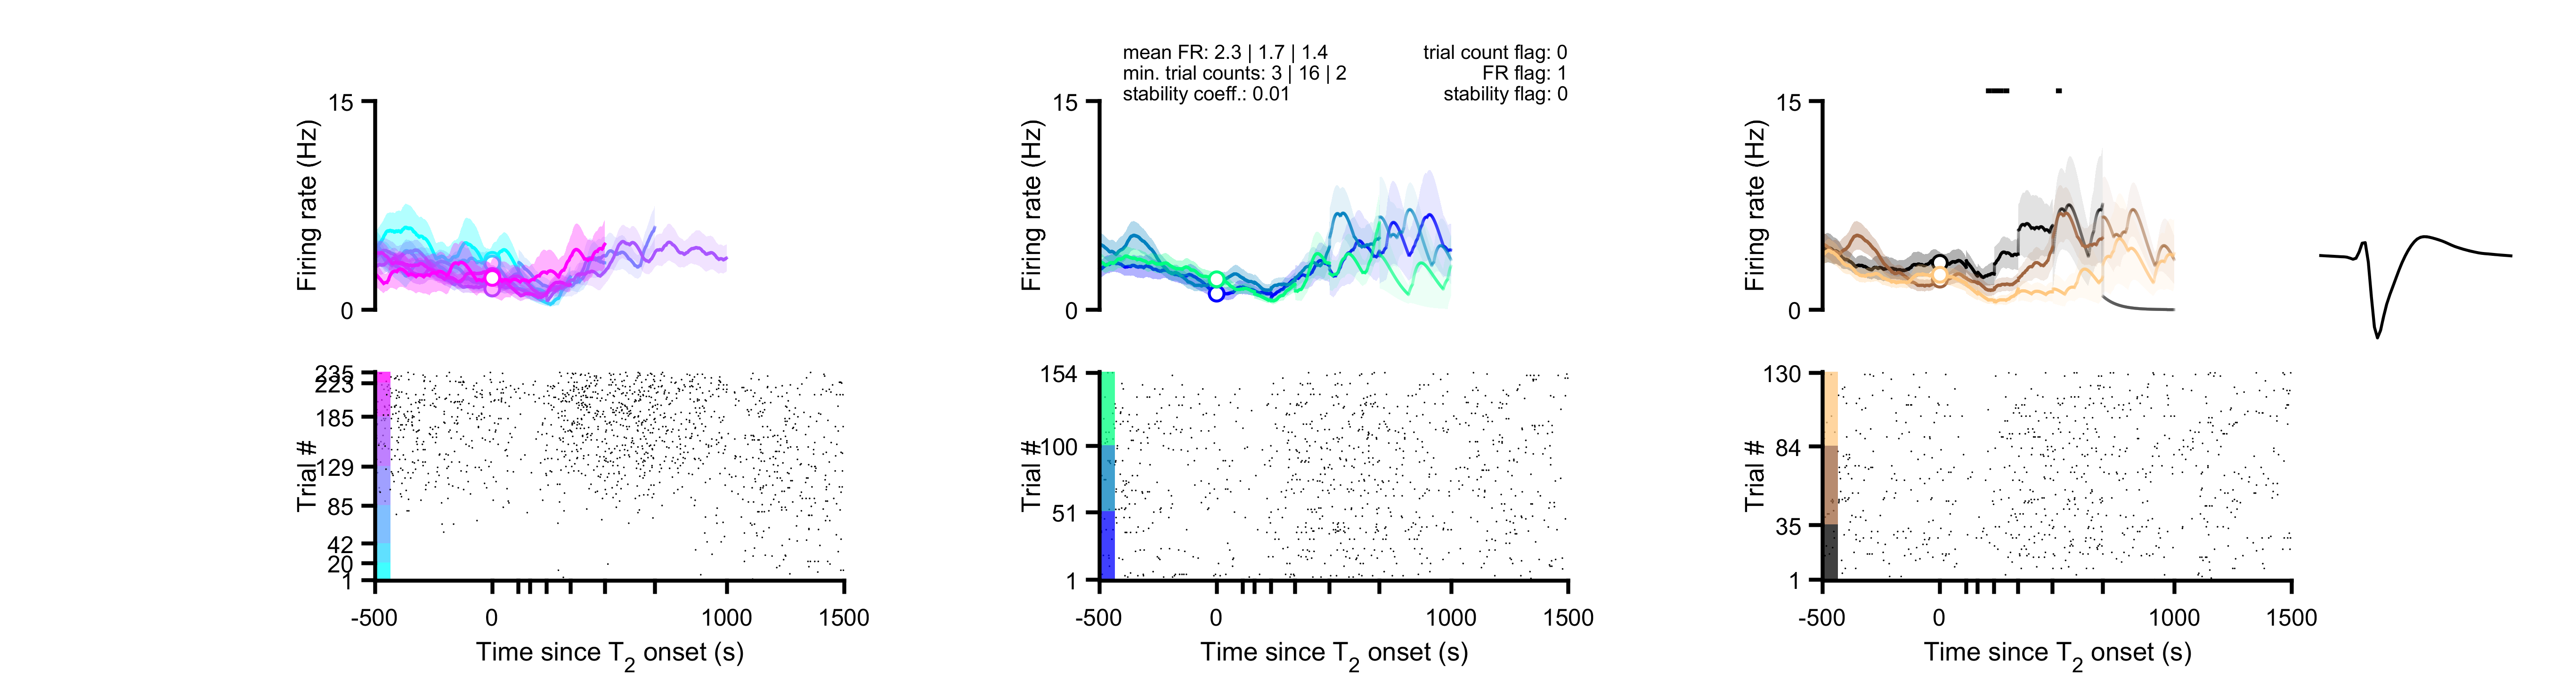 mean FR: 2.3 | 1.7 | 1.4
min. trial counts: 3 | 16 | 2
stability coeff.: 0.01
trial count flag: 0
FR flag: 1
stability flag: 0
15
Firing rate (Hz)
0
15
Firing rate (Hz)
0
15
Firing rate (Hz)
0
235
223
185
129
85
42
20
1
Trial #
-500
0
1000
1500
Time since T2 onset (s)
154
100
51
1
Trial #
-500
0
1000
1500
Time since T2 onset (s)
130
84
35
1
Trial #
-500
0
1000
1500
Time since T2 onset (s)